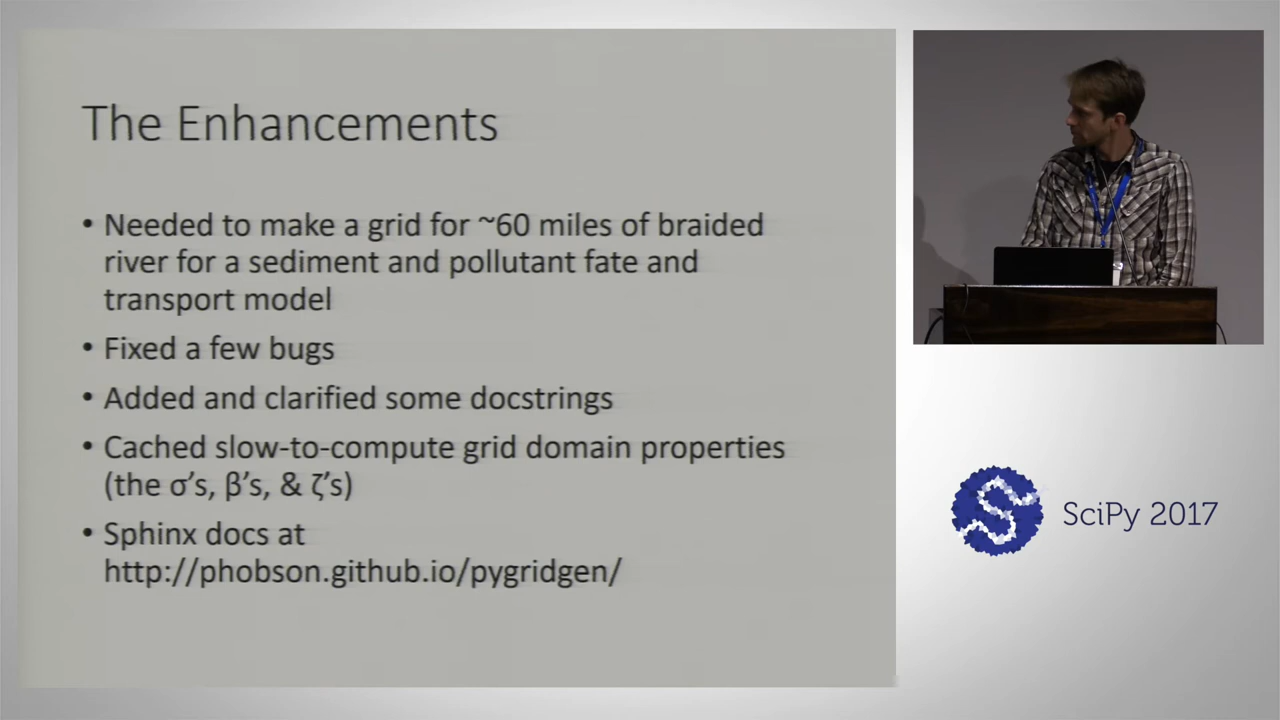 The Enhancements
• Needed to make a grid for ~60 miles of braided
river for a sediment and pollutant fate and
transport model
• Fixed a few bugs
• Added and clarified some docstrings
• Cached slow-to-compute grid domain properties
(the σ's, β's, & ζ's)
• Sphinx docs at
http://phobson.github.io/pygridgen/
SciPy 2017